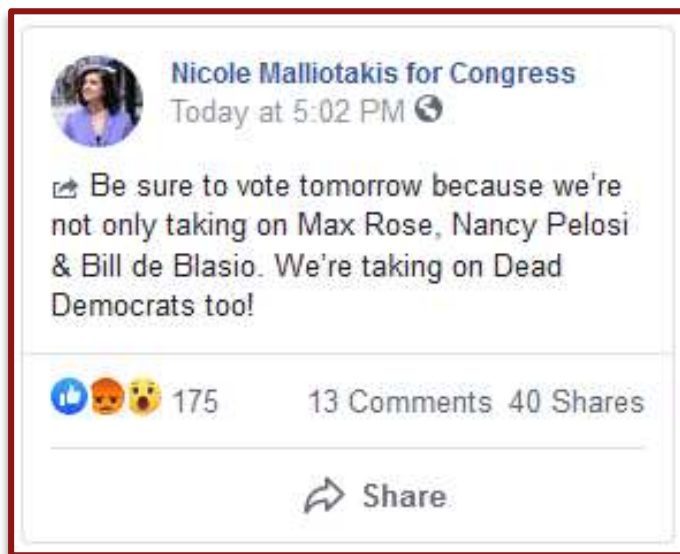 Nicole Malliotakis for Congress
Today at 5:02 PM
Be sure to vote tomorrow because we're
not only taking on Max Rose, Nancy Pelosi
& Bill de Blasio. We're taking on Dead
Democrats too!
175 13 Comments 40 Shares
Share